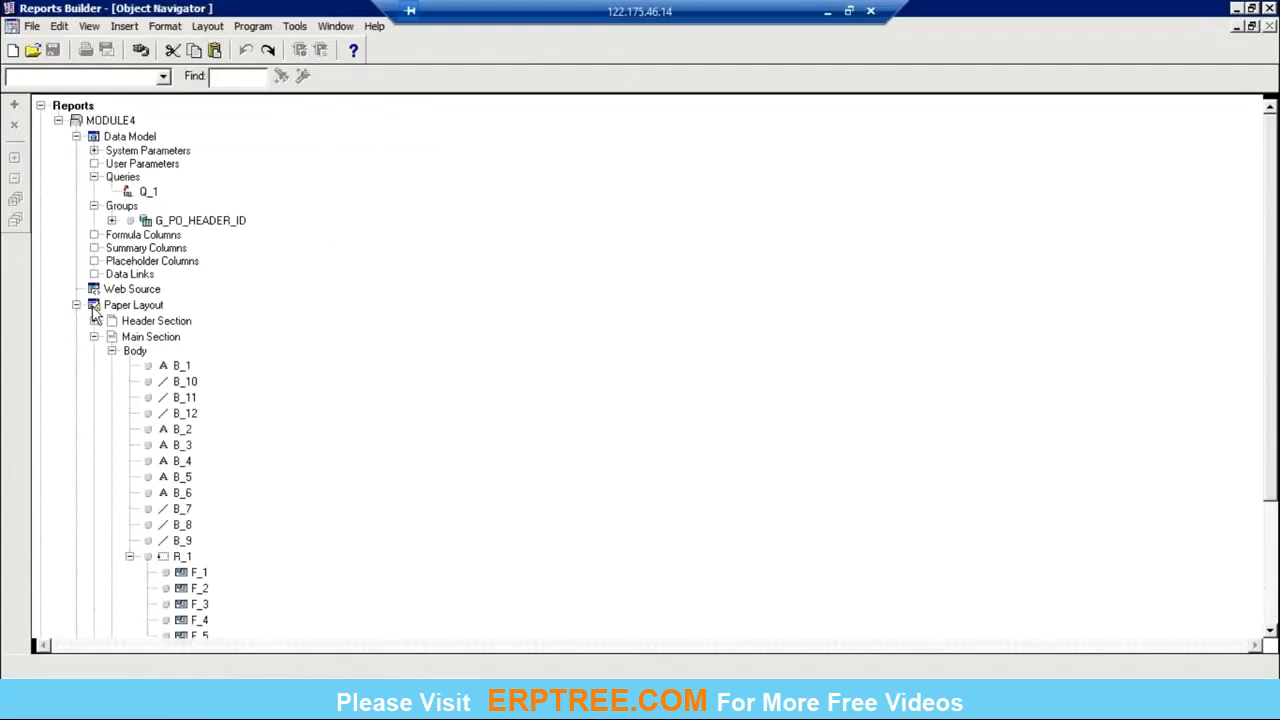 Reports Builder - [Object Navigator ]
122.175.46.14
File Edit View Insert Format Layout Program Tools Window Help
Find:
Reports
MODULE4
Data Model
System Parameters
User Parameters
Queries
Q_1
Groups
G_PO_HEADER_ID
Formula Columns
Summary Columns
Placeholder Columns
Data Links
Web Source
Paper Layout
Header Section
Main Section
Body
A B_1
B_10
B_11
B_12
A B_2
A B_3
A B_4
A B_5
A B_6
B_7
B_8
B_9
R_1
F_1
F_2
F_3
F_4
F_5
Please Visit ERPTREE.COM For More Free Videos